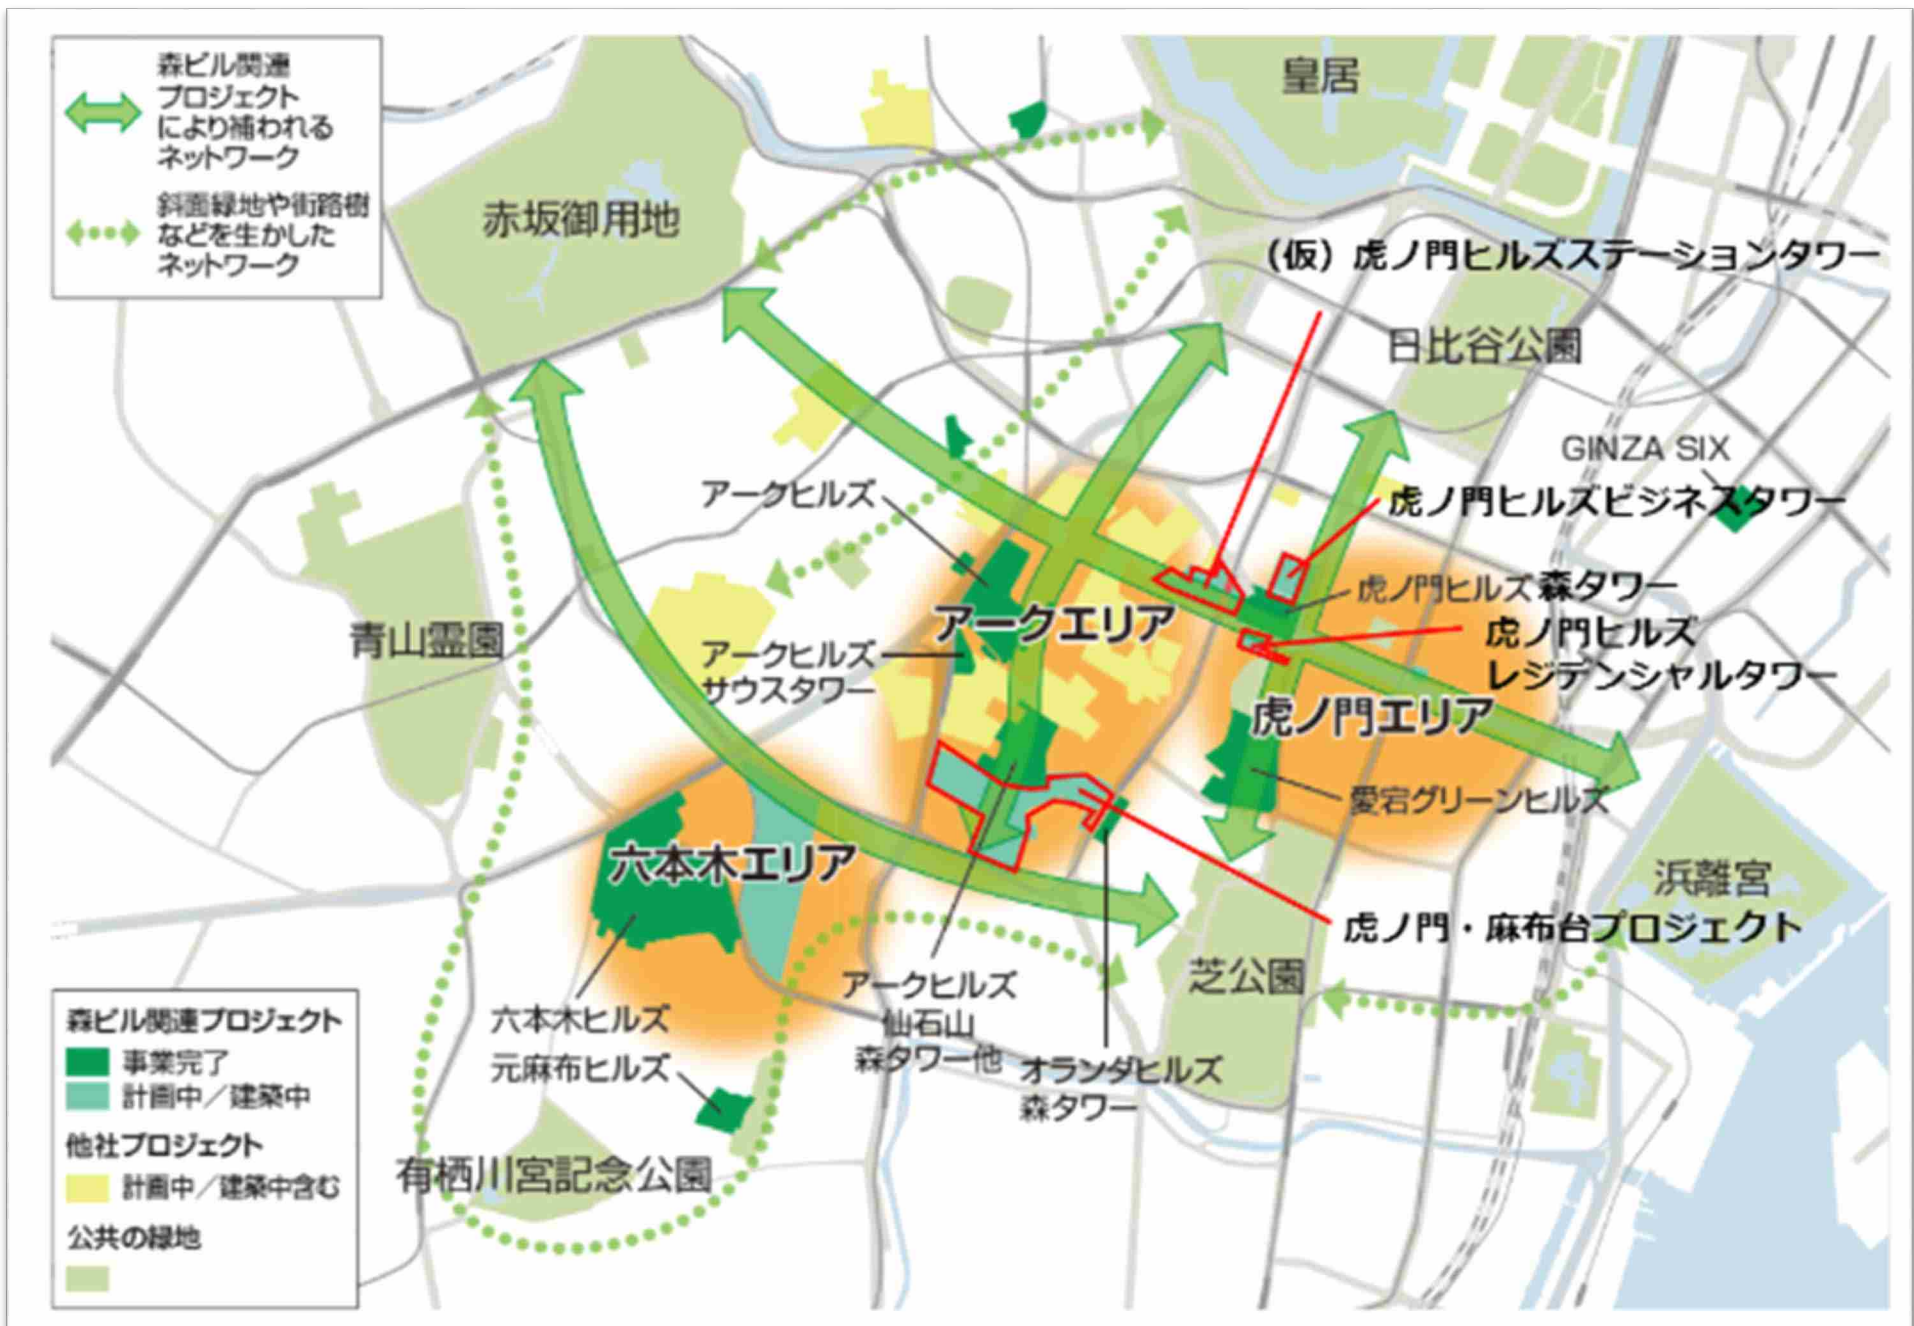 森ビル関連
プロジェクト
により補われる
ネットワーク
斜面緑地や街路樹
などを生かした
ネットワーク
皇居
赤坂御用地
(仮) 虎ノ門ヒルズステーションタワー
日比谷公園
GINZA SIX
アークヒルズ
虎ノ門ヒルズビジネスタワー
虎ノ門ヒルズ 森タワー
アークエリア
虎ノ門ヒルズ
レジデンシャルタワー
青山霊園
アークヒルズ
サウスタワー
虎ノ門エリア
愛宕グリーンヒルズ
六本木エリア
浜離宮
虎ノ門・麻布台プロジェクト
芝公園
アークヒルズ
仙石山
森タワー他
六本木ヒルズ
元麻布ヒルズ
オランダヒルズ
森タワー
有栖川宮記念公園
森ビル関連プロジェクト
事業完了
計画中/建築中
他社プロジェクト
計画中/建築中含む
公共の緑地